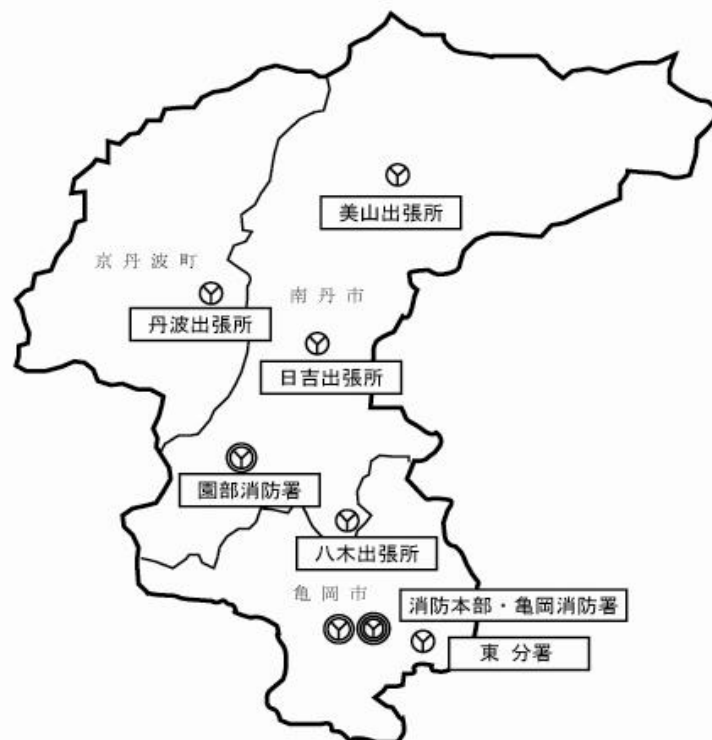 美山出張所
京丹波町
南丹市
丹波出張所
日吉出張所
園部消防署
八木出張所
亀岡市
消防本部・亀岡消防署
東 分署